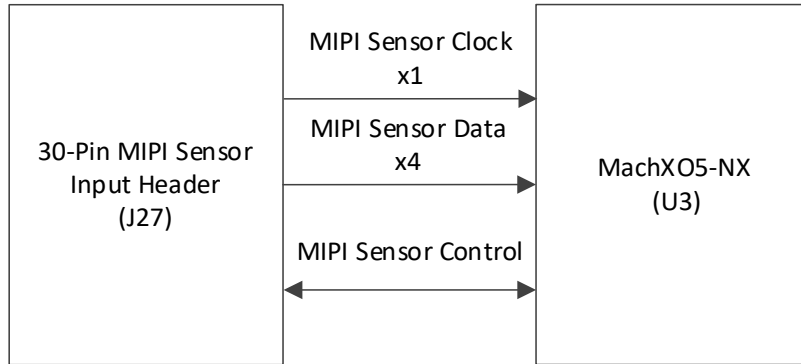 MIPI Sensor Clock
x1
MIPI Sensor Data
x4
30-Pin MIPI Sensor
Input Header
(J27)
MachXO5-NX
(U3)
MIPI Sensor Control